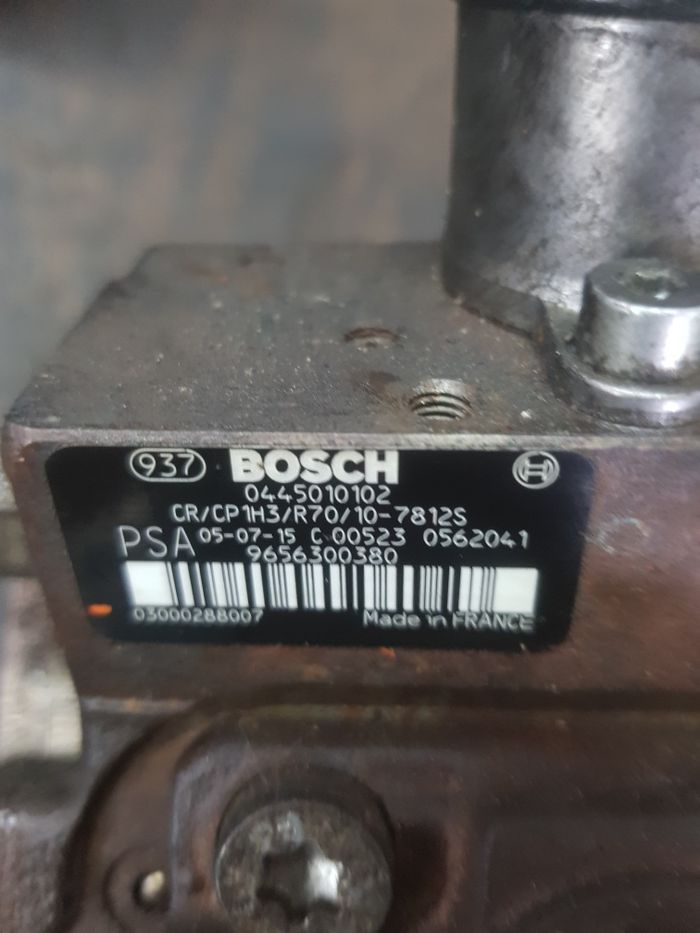 937 BOSCH
0445010102
CR/CP1H3/R70/10-7812S
PSA 05-07-15 C 00523 0562041
9656300380
03000288007 Made in FRANCE